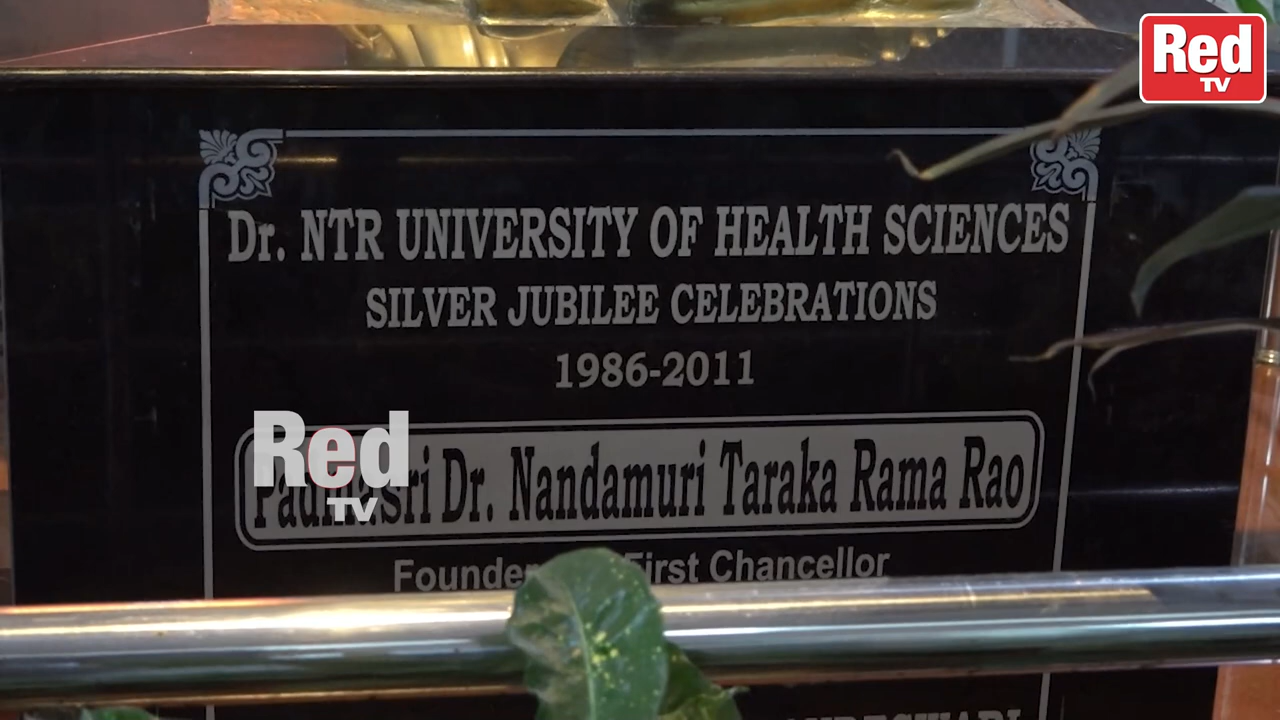 Red
TV
Dr. NTR UNIVERSITY OF HEALTH SCIENCES
SILVER JUBILEE CELEBRATIONS
1986-2011
Red
TV
Dr. Nandamuri Taraka Rama Rao
First Chancellor